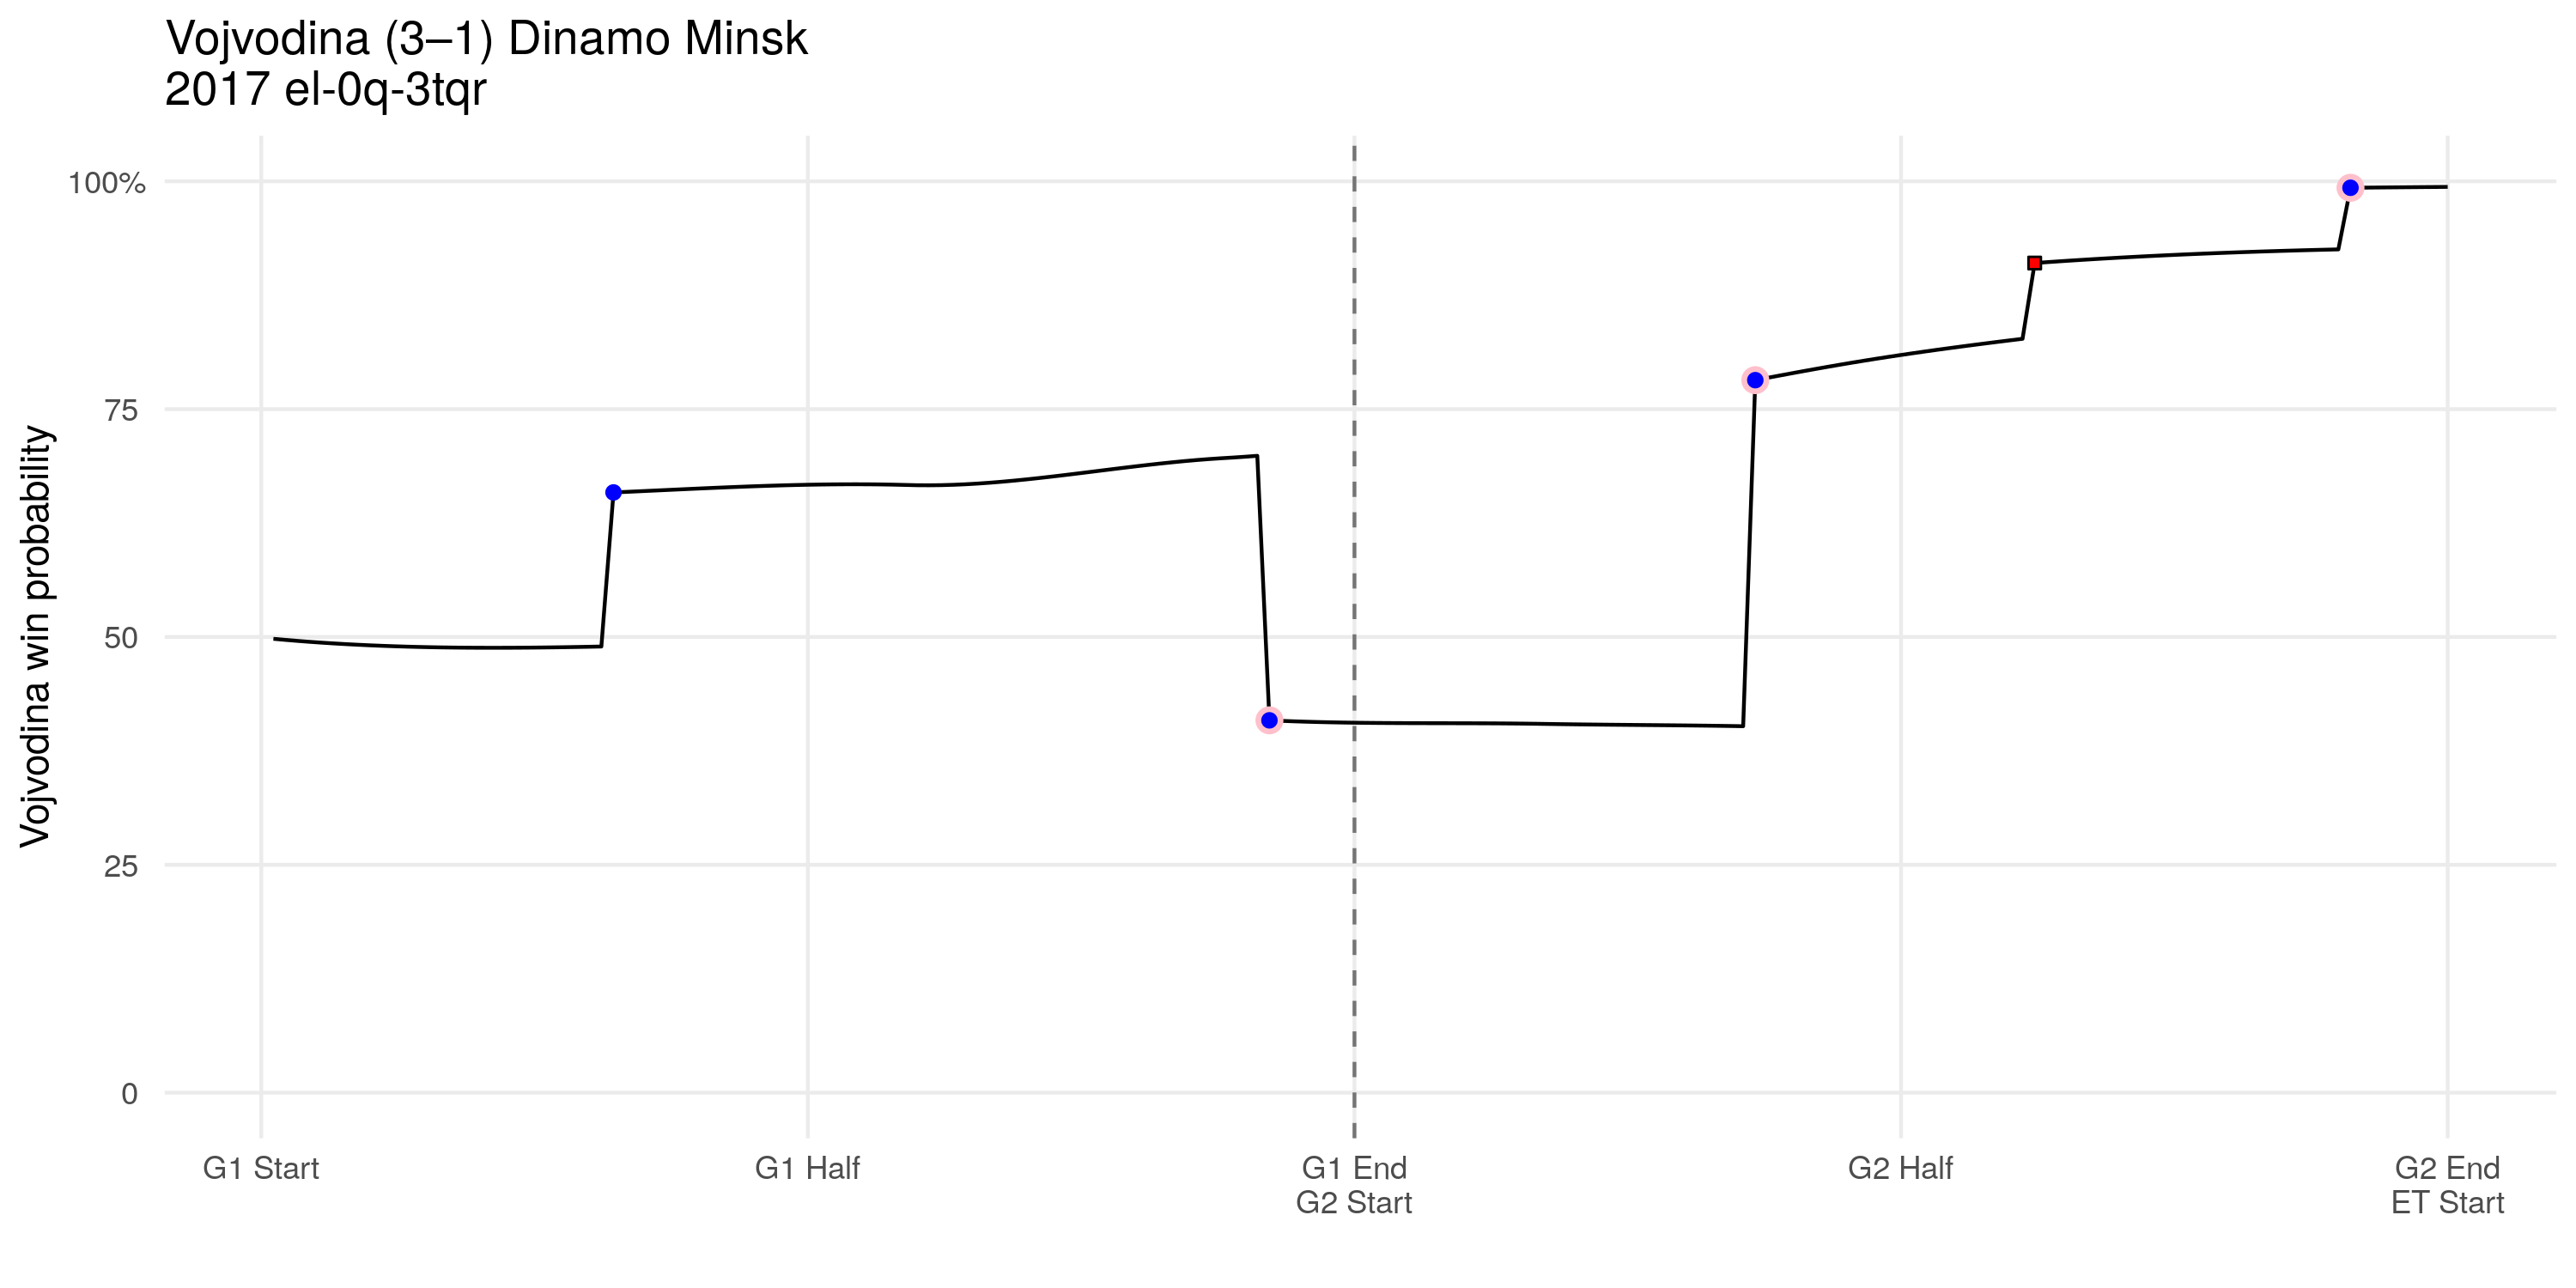 Vojvodina (3–1) Dinamo Minsk
2017 el-0q-3tqr
Vojvodina win probability
100%
75
50
25
0
G1 Start
G1 Half
G1 End
G2 Start
G2 Half
G2 End
ET Start